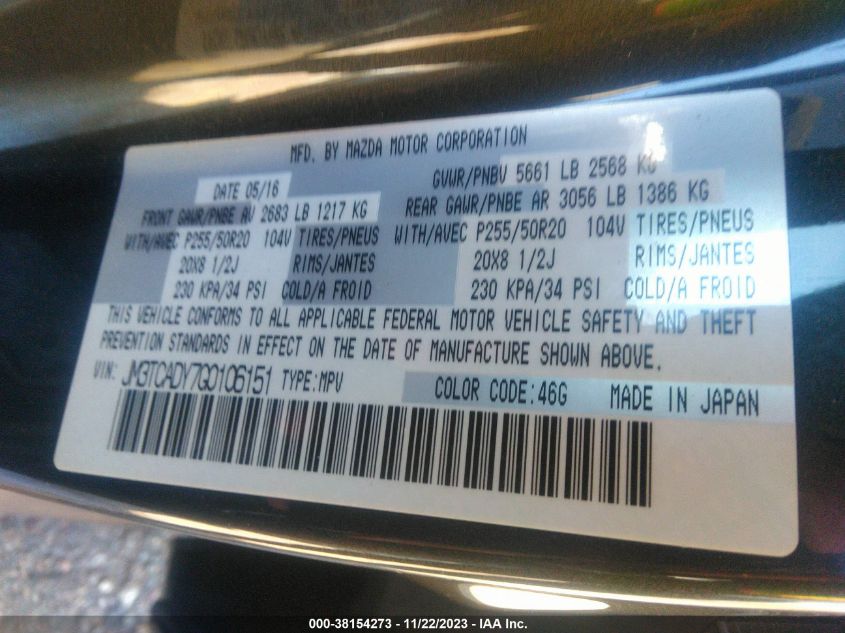 MFD. BY MAZDA MOTOR CORPORATION
DATE 05/16 GVWR/PNBV 5661 LB 2568 KG
FRONT GAWR/PNBE AV 2683 LB 1217 KG REAR GAWR/PNBE AR 3056 LB 1386 KG
WITH/AVEC P255/50R20 104V TIRES/PNEUS WITH/AVEC P255/50R20 104V TIRES/PNEUS
20X8 1/2J RIMS/JANTES 20X8 1/2J RIMS/JANTES
230 KPA/34 PSI COLD/A FROID 230 KPA/34 PSI COLD/A FROID
THIS VEHICLE CONFORMS TO ALL APPLICABLE FEDERAL MOTOR VEHICLE SAFETY AND THEFT
PREVENTION STANDARDS IN EFFECT ON THE DATE OF MANUFACTURE SHOWN ABOVE.
VIN: JM3TCADY7G0106151 TYPE:MPV COLOR CODE:46G MADE IN JAPAN
000-38154273 - 11/22/2023 - IAA Inc.